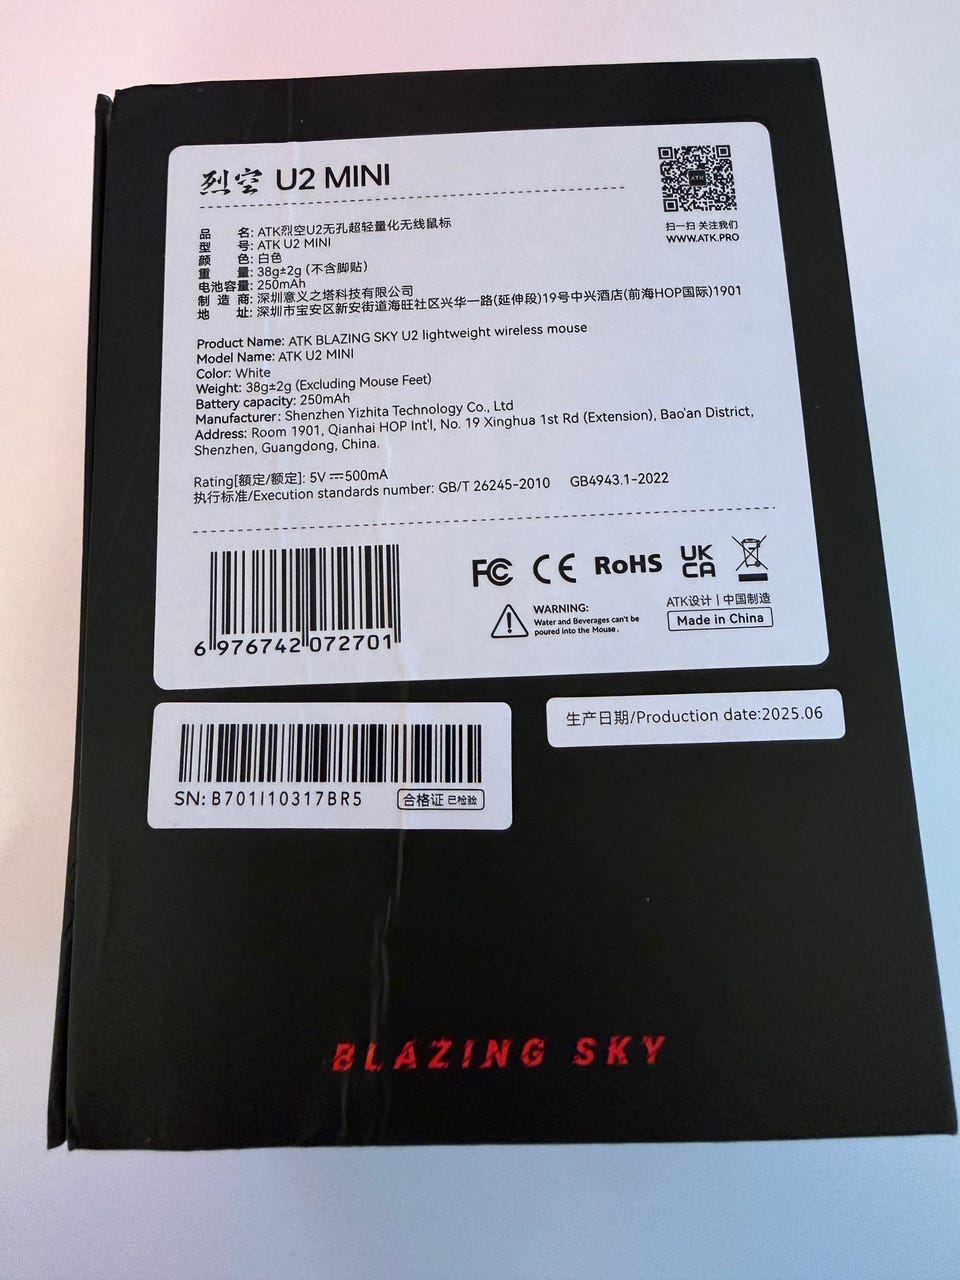 烈空 U2 MINI
扫一扫 关注我们
WWW.ATK.PRO
品 名: ATK烈空U2无孔超轻量化无线鼠标
型 号: ATK U2 MINI
颜 色: 白色
重 量: 38g±2g (不含脚贴)
电池容量: 250mAh
制 造 商: 深圳意义之塔科技有限公司
地 址: 深圳市宝安区新安街道海旺社区兴华一路(延伸段)19号中兴酒店(前海HOP国际)1901
Product Name: ATK BLAZING SKY U2 lightweight wireless mouse
Model Name: ATK U2 MINI
Color: White
Weight: 38g±2g (Excluding Mouse Feet)
Battery capacity: 250mAh
Manufacturer: Shenzhen Yizhita Technology Co., Ltd
Address: Room 1901, Qianhai HOP Int'l, No. 19 Xinghua 1st Rd (Extension), Bao'an District,
Shenzhen, Guangdong, China.
Rating[額定/额定]: 5V ⎓500mA
执行标准/Execution standards number: GB/T 26245-2010 GB4943.1-2022
6 976742 072701
FC CE RoHS UK
CA
WARNING:
Water and Beverages can't be
poured into the Mouse.
ATK设计 | 中国制造
Made in China
SN: B701I10317BR5 合格证 已检验
生产日期/Production date:2025.06
BLAZING SKY